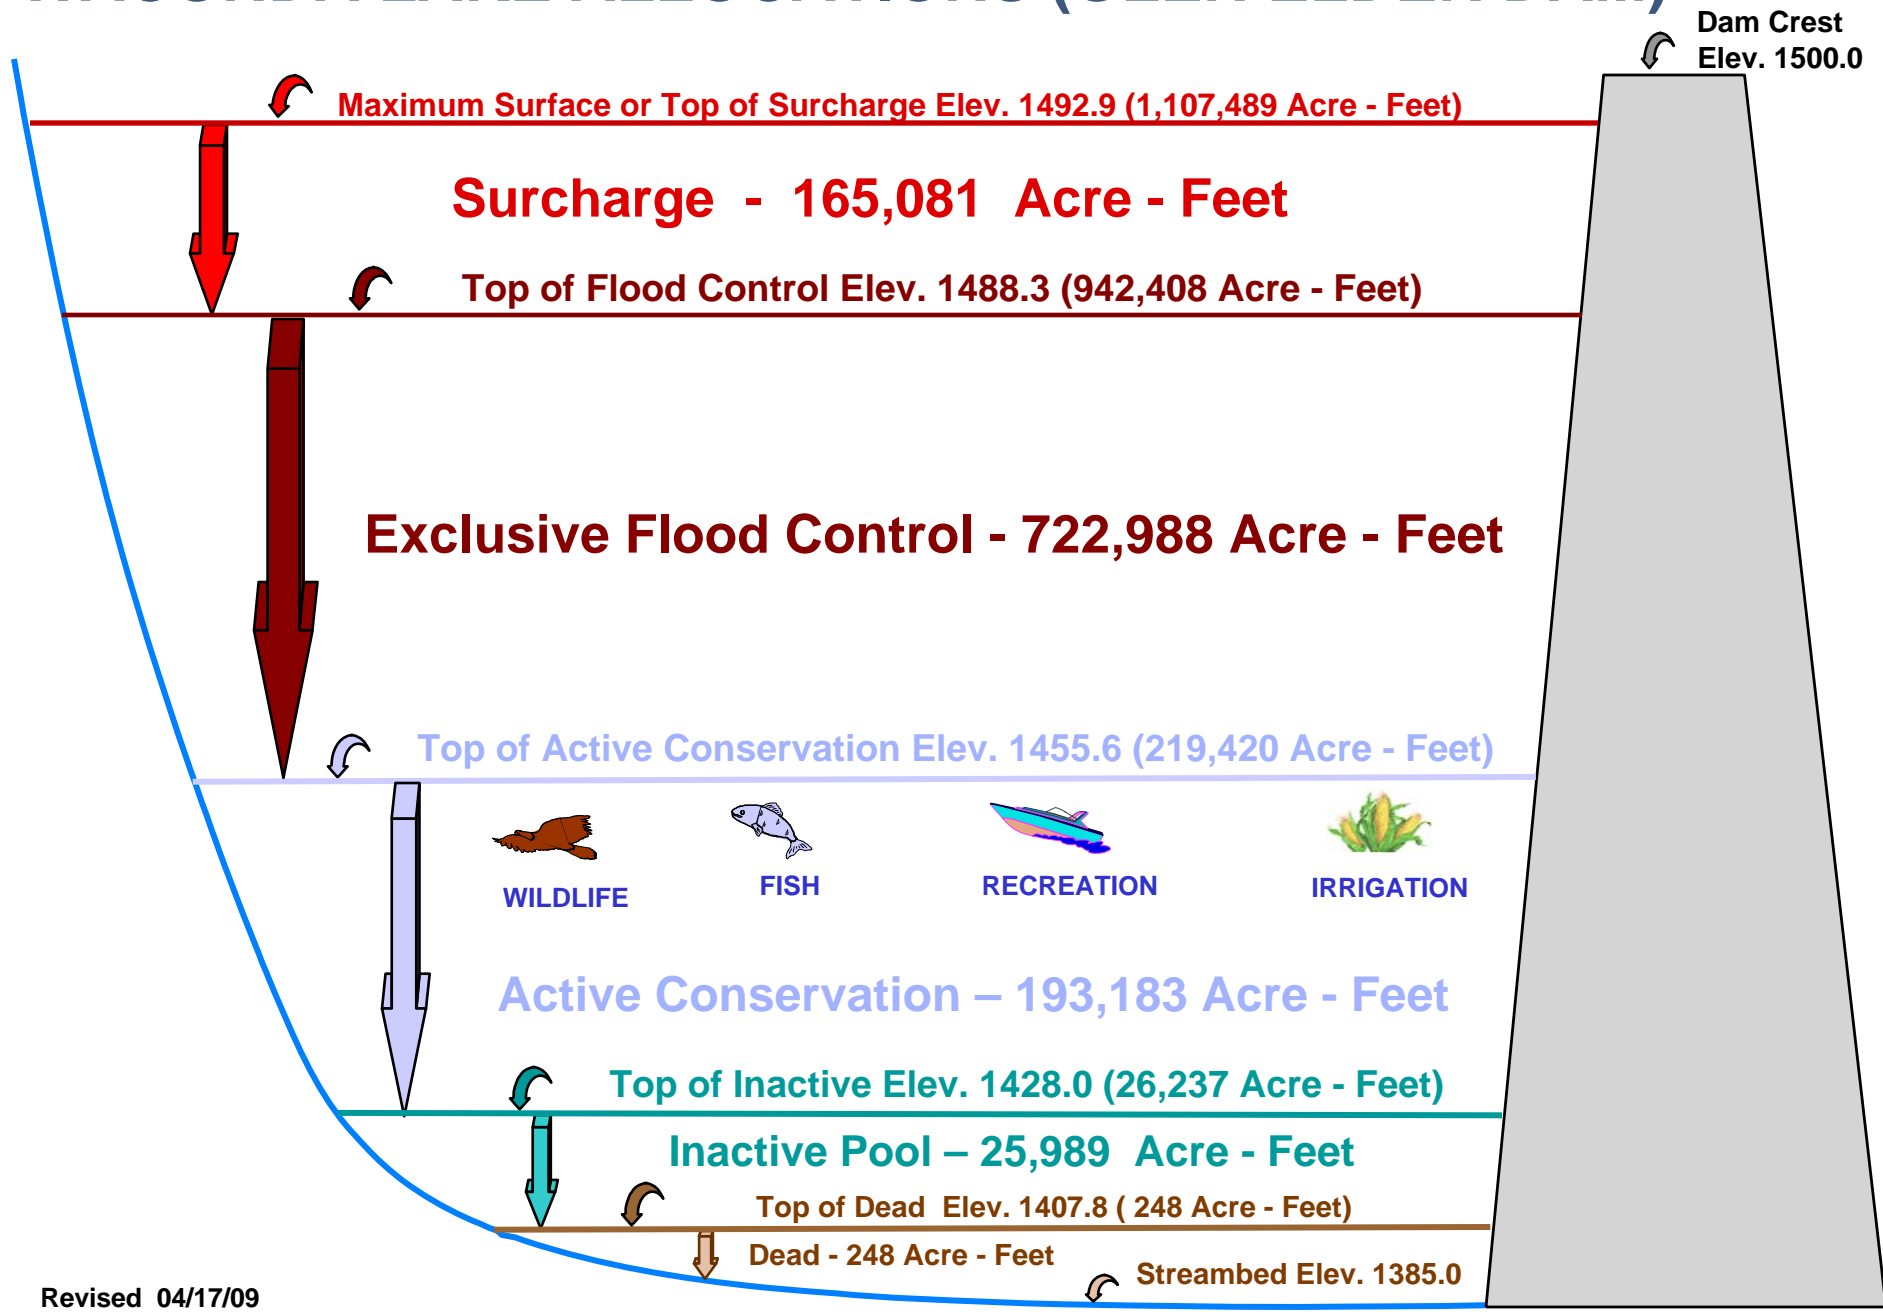 Dam Crest
Elev. 1500.0
Maximum Surface or Top of Surcharge Elev. 1492.9 (1,107,489 Acre - Feet)
Surcharge - 165,081 Acre - Feet
Top of Flood Control Elev. 1488.3 (942,408 Acre - Feet)
Exclusive Flood Control - 722,988 Acre - Feet
Top of Active Conservation Elev. 1455.6 (219,420 Acre - Feet)
WILDLIFE
FISH
RECREATION
IRRIGATION
Active Conservation – 193,183 Acre - Feet
Top of Inactive Elev. 1428.0 (26,237 Acre - Feet)
Inactive Pool – 25,989 Acre - Feet
Top of Dead Elev. 1407.8 ( 248 Acre - Feet)
Dead - 248 Acre - Feet
Streambed Elev. 1385.0
Revised 04/17/09